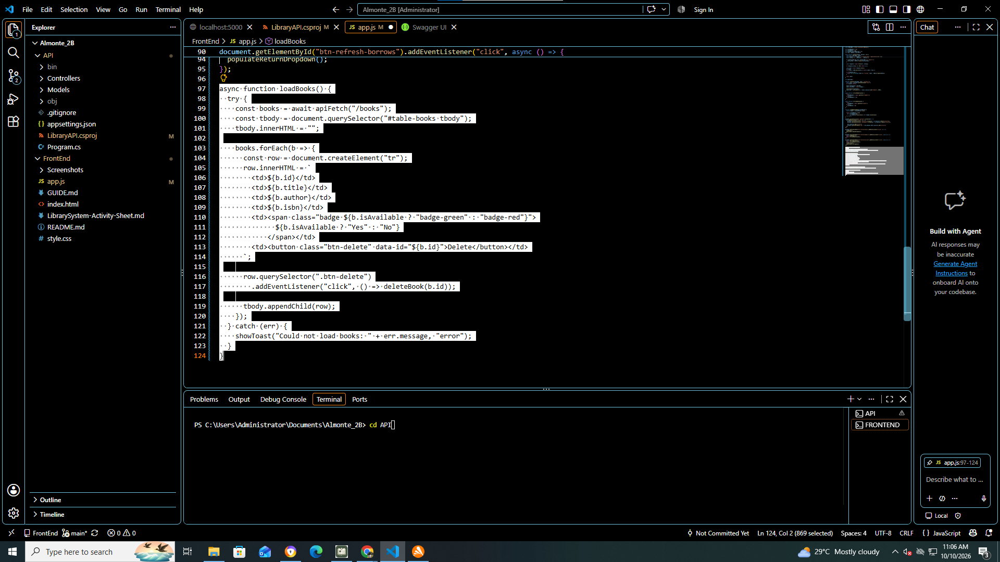 File Edit Selection View Go Run Terminal Help
Almonte_2B [Administrator]
Sign In
Explorer
localhost:5000
LibraryAPI.csproj M
JS app.js M
Swagger UI
Chat
FrontEnd > JS app.js > loadBooks
Almonte_2B
API
bin
Controllers
Models
obj
.gitignore
appsettings.json
LibraryAPI.csproj M
Program.cs
FrontEnd
Screenshots
JS app.js M
GUIDE.md
index.html
LibrarySystem-Activity-Sheet.md
README.md
style.css
Outline
Timeline
90 document.getElementById("btn-refresh-borrows").addEventListener("click", async () => {
94 populateReturnDropdown();
95 });
96
97 async function loadBooks() {
98 try {
99 const books = await apiFetch("/books");
100 const tbody = document.querySelector("#table-books tbody");
101 tbody.innerHTML = "";
102
103 books.forEach(b => {
104 const row = document.createElement("tr");
105 row.innerHTML = `
106 <td>${b.id}</td>
107 <td>${b.title}</td>
108 <td>${b.author}</td>
109 <td>${b.isbn}</td>
110 <td><span class="badge ${b.isAvailable ? "badge-green" : "badge-red"}">
111 ${b.isAvailable ? "Yes" : "No"}
112 </span></td>
113 <td><button class="btn-delete" data-id="${b.id}">Delete</button></td>
114 `;
115
116 row.querySelector(".btn-delete")
117 .addEventListener("click", () => deleteBook(b.id));
118
119 tbody.appendChild(row);
120 });
121 } catch (err) {
122 showToast("Could not load books: " + err.message, "error");
123 }
124 }
Build with Agent
AI responses may
be inaccurate
Generate Agent
Instructions to
onboard AI onto
your codebase.
JS app.js:97-124
Describe what to ...
Local
Problems Output Debug Console Terminal Ports
PS C:\Users\Administrator\Documents\Almonte_2B> cd API
API
FRONTEND
FrontEnd main* 0 0
Not Committed Yet Ln 124, Col 2 (869 selected) Spaces: 4 UTF-8 CRLF {} JavaScript
Type here to search
29°C Mostly cloudy
11:06 AM
10/10/2026
3
1
2